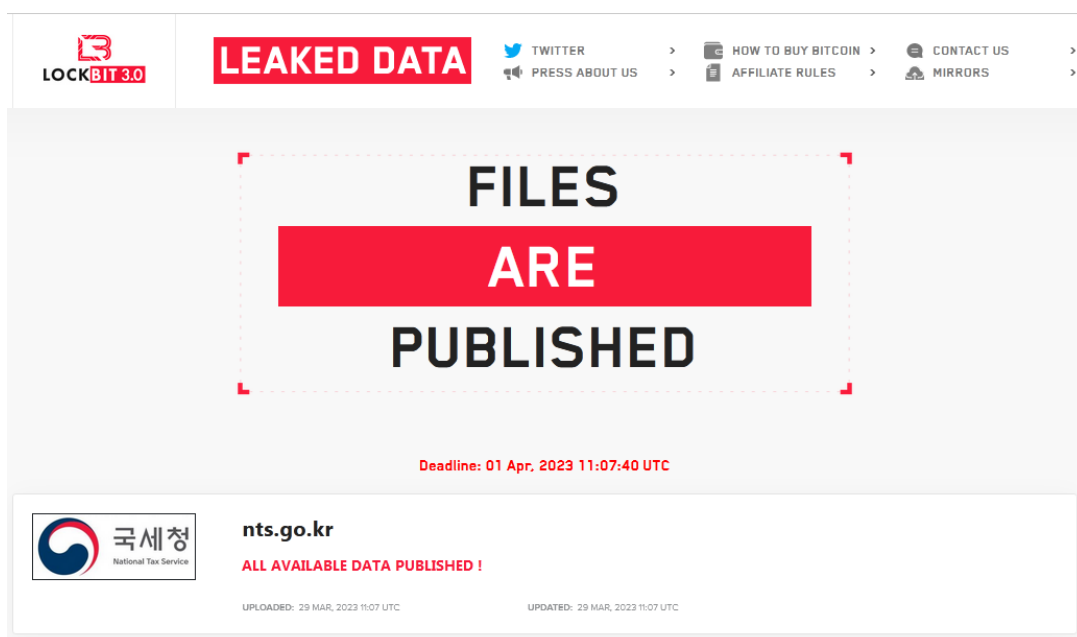 LOCKBIT 3.0
LEAKED DATA
TWITTER >
PRESS ABOUT US >
HOW TO BUY BITCOIN >
AFFILIATE RULES >
CONTACT US >
MIRRORS >
FILES
ARE
PUBLISHED
Deadline: 01 Apr, 2023 11:07:40 UTC
국세청
National Tax Service
nts.go.kr
ALL AVAILABLE DATA PUBLISHED !
UPLOADED: 29 MAR, 2023 11:07 UTC
UPDATED: 29 MAR, 2023 11:07 UTC